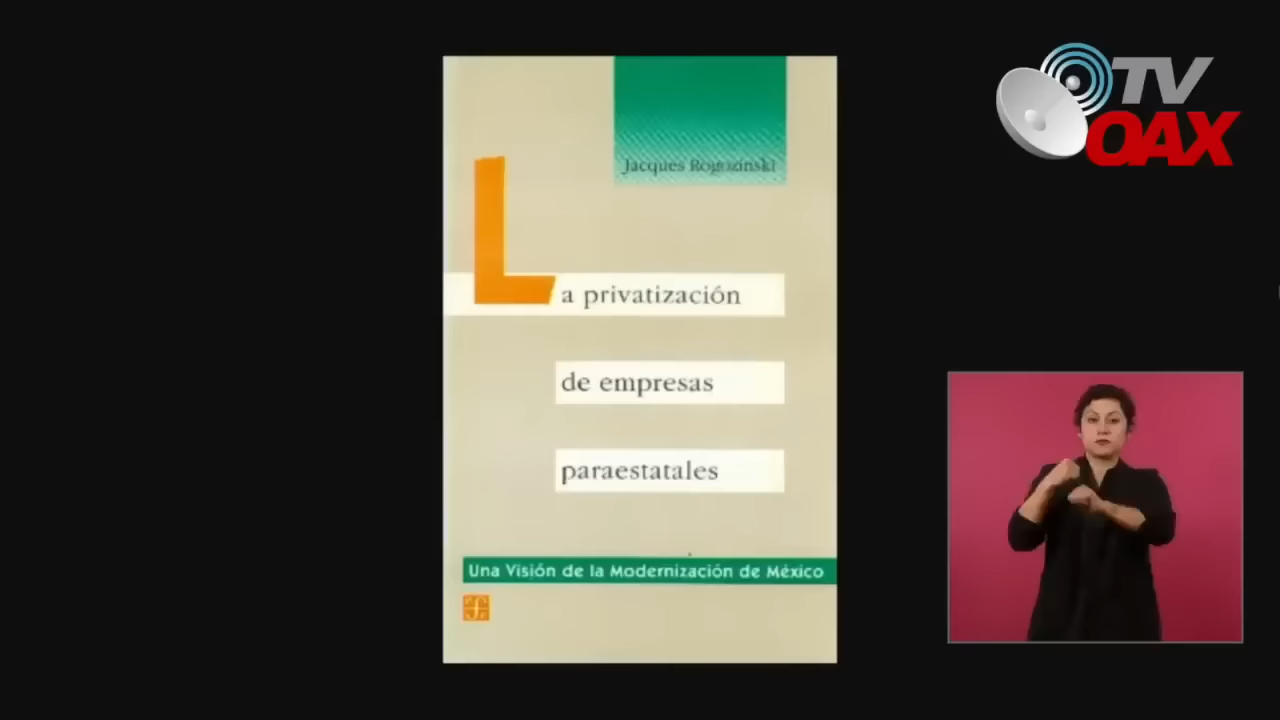 TV
OAX
Jacques Rogozinski
La privatización
de empresas
paraestatales
Una Visión de la Modernización de México